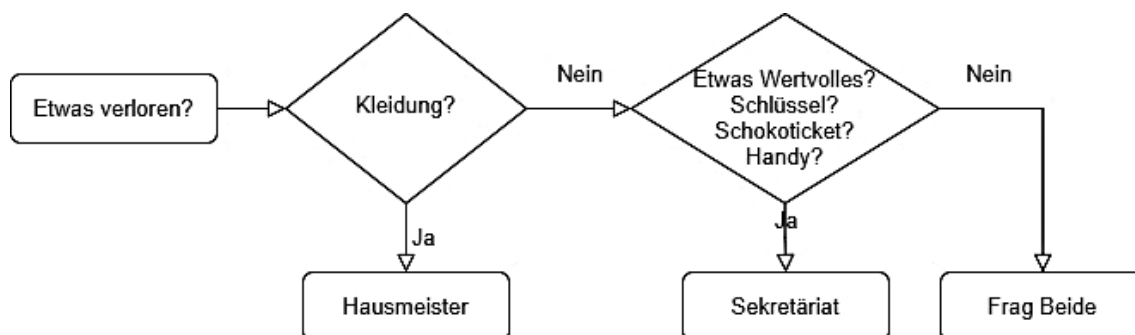 Etwas verloren?
Kleidung?
Nein
Etwas Wertvolles?
Schlüssel?
Schokoticket?
Handy?
Nein
Ja
Ja
Hausmeister
Sekretäriat
Frag Beide